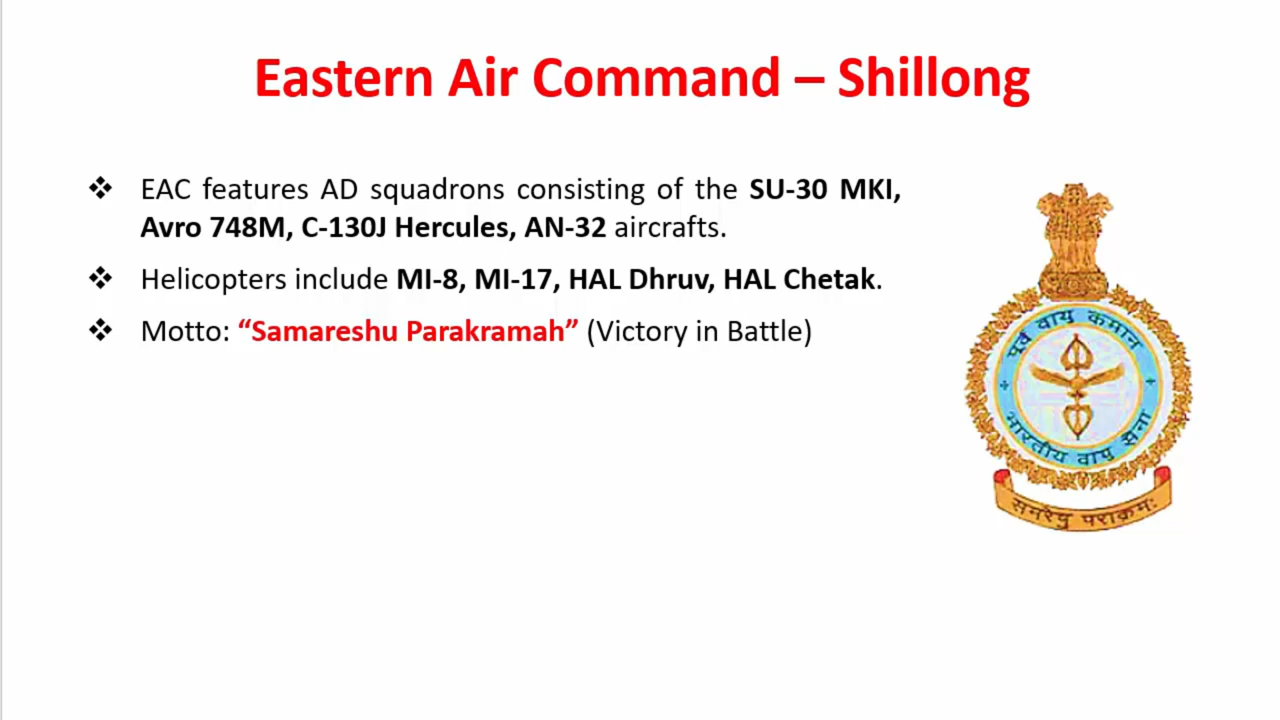 Eastern Air Command – Shillong
❖ EAC features AD squadrons consisting of the SU-30 MKI,
Avro 748M, C-130J Hercules, AN-32 aircrafts.
❖ Helicopters include MI-8, MI-17, HAL Dhruv, HAL Chetak.
❖ Motto: “Samareshu Parakramah” (Victory in Battle)
पूर्व वायु कमान
भारतीय वायु सेना
समरेषु पराक्रमः